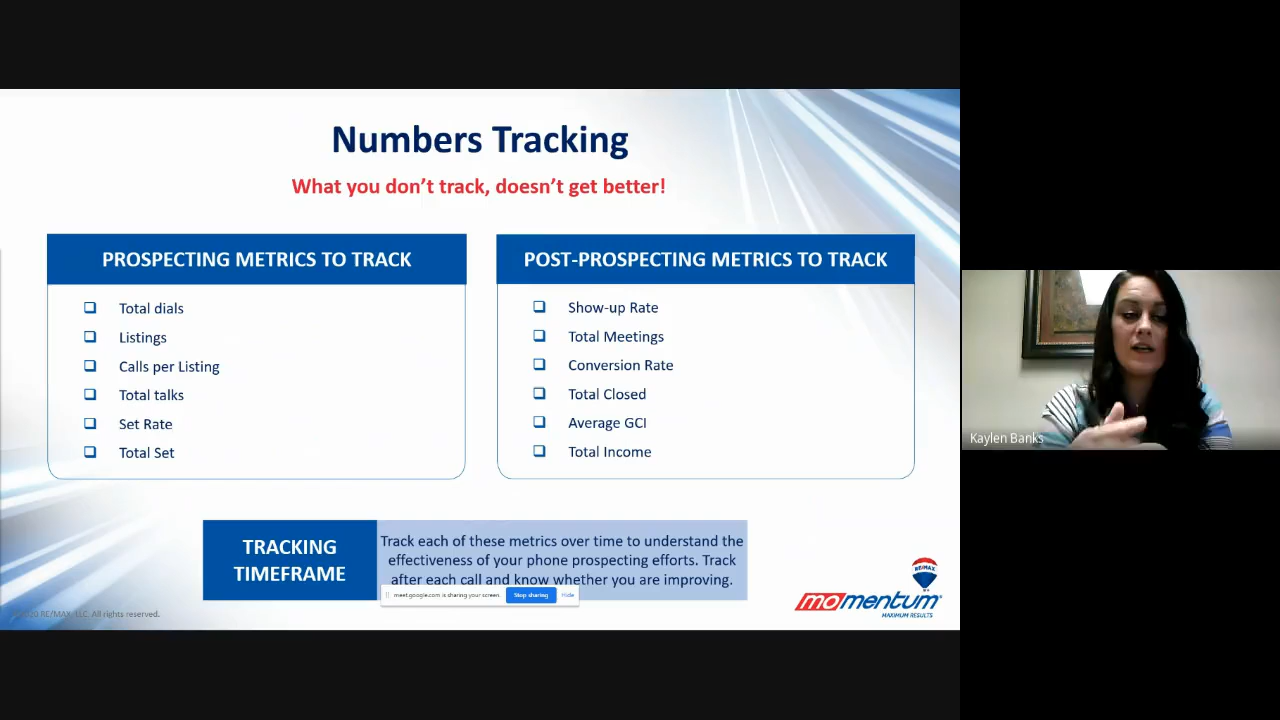 Numbers Tracking
What you don't track, doesn't get better!
PROSPECTING METRICS TO TRACK
Total dials
Listings
Calls per Listing
Total talks
Set Rate
Total Set
POST-PROSPECTING METRICS TO TRACK
Show-up Rate
Total Meetings
Conversion Rate
Total Closed
Average GCI
Total Income
TRACKING
TIMEFRAME
Track each of these metrics over time to understand the
effectiveness of your phone prospecting efforts. Track
after each call and know whether you are improving.
meet.google.com is sharing your screen.
Stop sharing
Hide
2020 RE/MAX, LLC. All rights reserved.
RE/MAX
momentum®
MAXIMUM RESULTS
Kaylen Banks